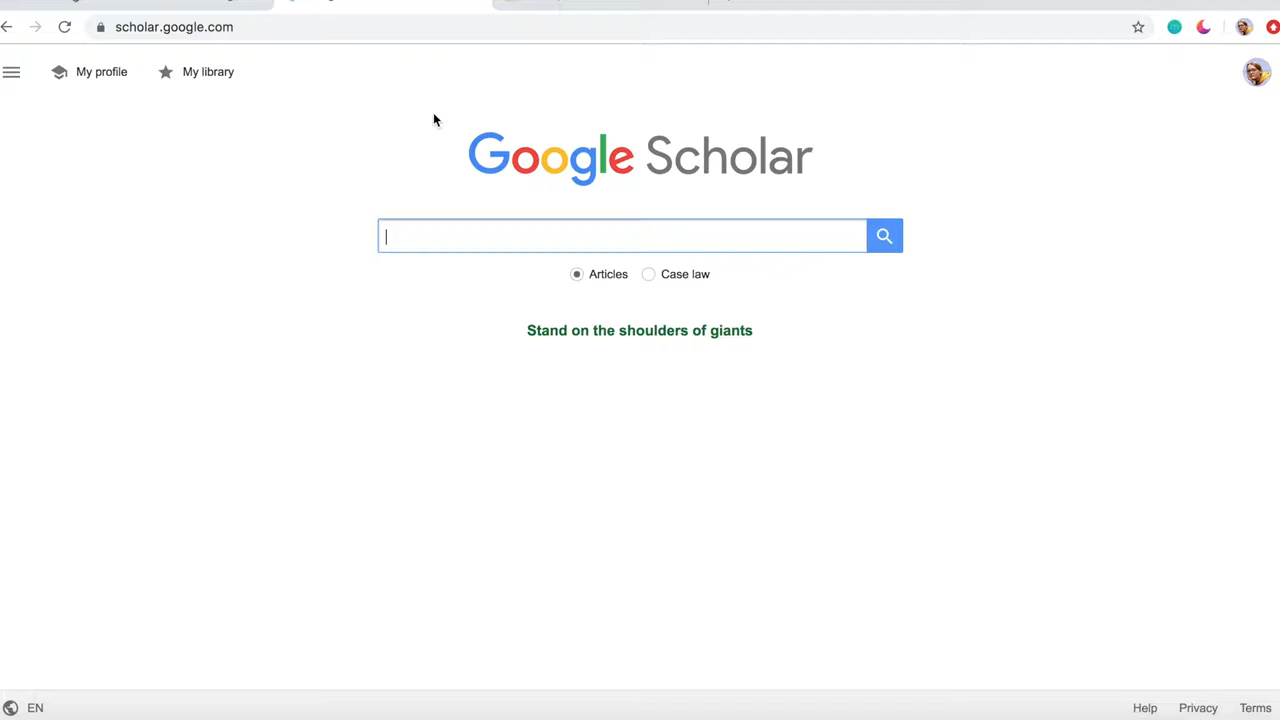 scholar.google.com
My profile
My library
Google Scholar
Articles
Case law
Stand on the shoulders of giants
EN
Help
Privacy
Terms